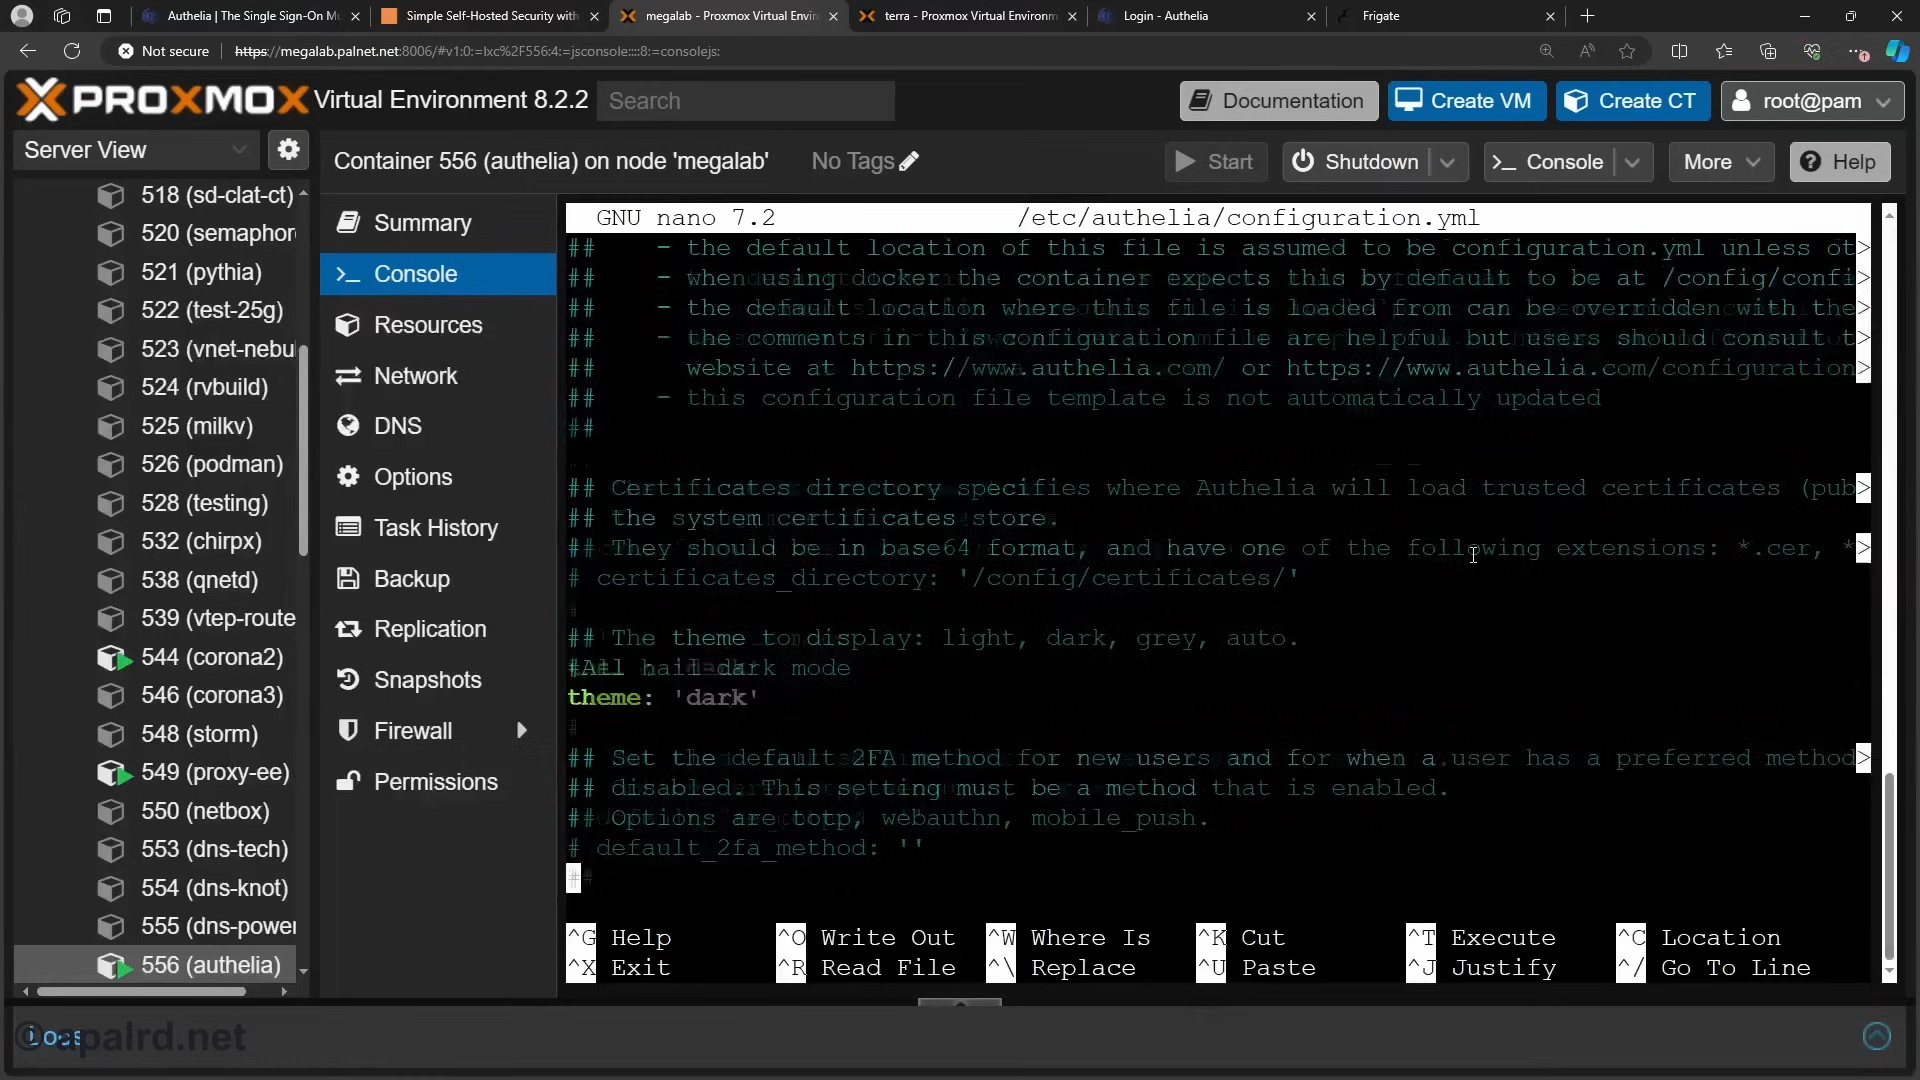 Authelia | The Single Sign-On Mu
Simple Self-Hosted Security with
megalab - Proxmox Virtual Enviro
terra - Proxmox Virtual Environm
Login - Authelia
Frigate
Not secure
https://megalab.palnet.net:8006/#v1:0:=lxc%2F556:4:=jsconsole::::8:=consolejs:
PROXMOX Virtual Environment 8.2.2
Search
Documentation
Create VM
Create CT
root@pam
Server View
Container 556 (authelia) on node 'megalab'
No Tags
Start
Shutdown
Console
More
Help
518 (sd-clat-ct)
520 (semaphor
521 (pythia)
522 (test-25g)
523 (vnet-nebu
524 (rvbuild)
525 (milkv)
526 (podman)
528 (testing)
532 (chirpx)
538 (qnetd)
539 (vtep-route
544 (corona2)
546 (corona3)
548 (storm)
549 (proxy-ee)
550 (netbox)
553 (dns-tech)
554 (dns-knot)
555 (dns-power
556 (authelia)
Summary
Console
Resources
Network
DNS
Options
Task History
Backup
Replication
Snapshots
Firewall
Permissions
GNU nano 7.2 /etc/authelia/configuration.yml
## - the default location of this file is assumed to be configuration.yml unless ot>
## - when using docker the container expects this by default to be at /config/confi>
## - the default location where this file is loaded from can be overridden with the>
## - the comments in this configuration file are helpful but users should consult t>
## website at https://www.authelia.com/ or https://www.authelia.com/configuration>
## - this configuration file template is not automatically updated
##
## Certificates directory specifies where Authelia will load trusted certificates (pub>
## the system certificates store.
## They should be in base64 format, and have one of the following extensions: *.cer, *>
# certificates_directory: '/config/certificates/'
## The theme to display: light, dark, grey, auto.
#All hail dark mode
theme: 'dark'
## Set the default 2FA method for new users and for when a user has a preferred method>
## disabled. This setting must be a method that is enabled.
## Options are totp, webauthn, mobile_push.
# default_2fa_method: ''
^G Help ^O Write Out ^W Where Is ^K Cut ^T Execute ^C Location
^X Exit ^R Read File ^\ Replace ^U Paste ^J Justify ^/ Go To Line
Logs
© apalrd.net